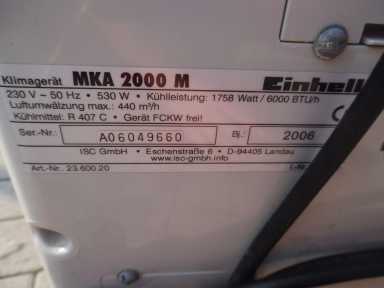 Klimagerät MKA 2000 M Einhell
230 V ~ 50 Hz • 530 W • Kühlleistung: 1758 Watt / 6000 BTU/h
Luftumwälzung max.: 440 m³/h
Kühlmittel: R 407 C • Gerät FCKW frei!
Ser.-Nr.: A06049660 Bj.: 2006
ISC GmbH • Eschenstraße 6 • D-94405 Landau
www.isc-gmbh.info
Art.-Nr.: 23.600.20